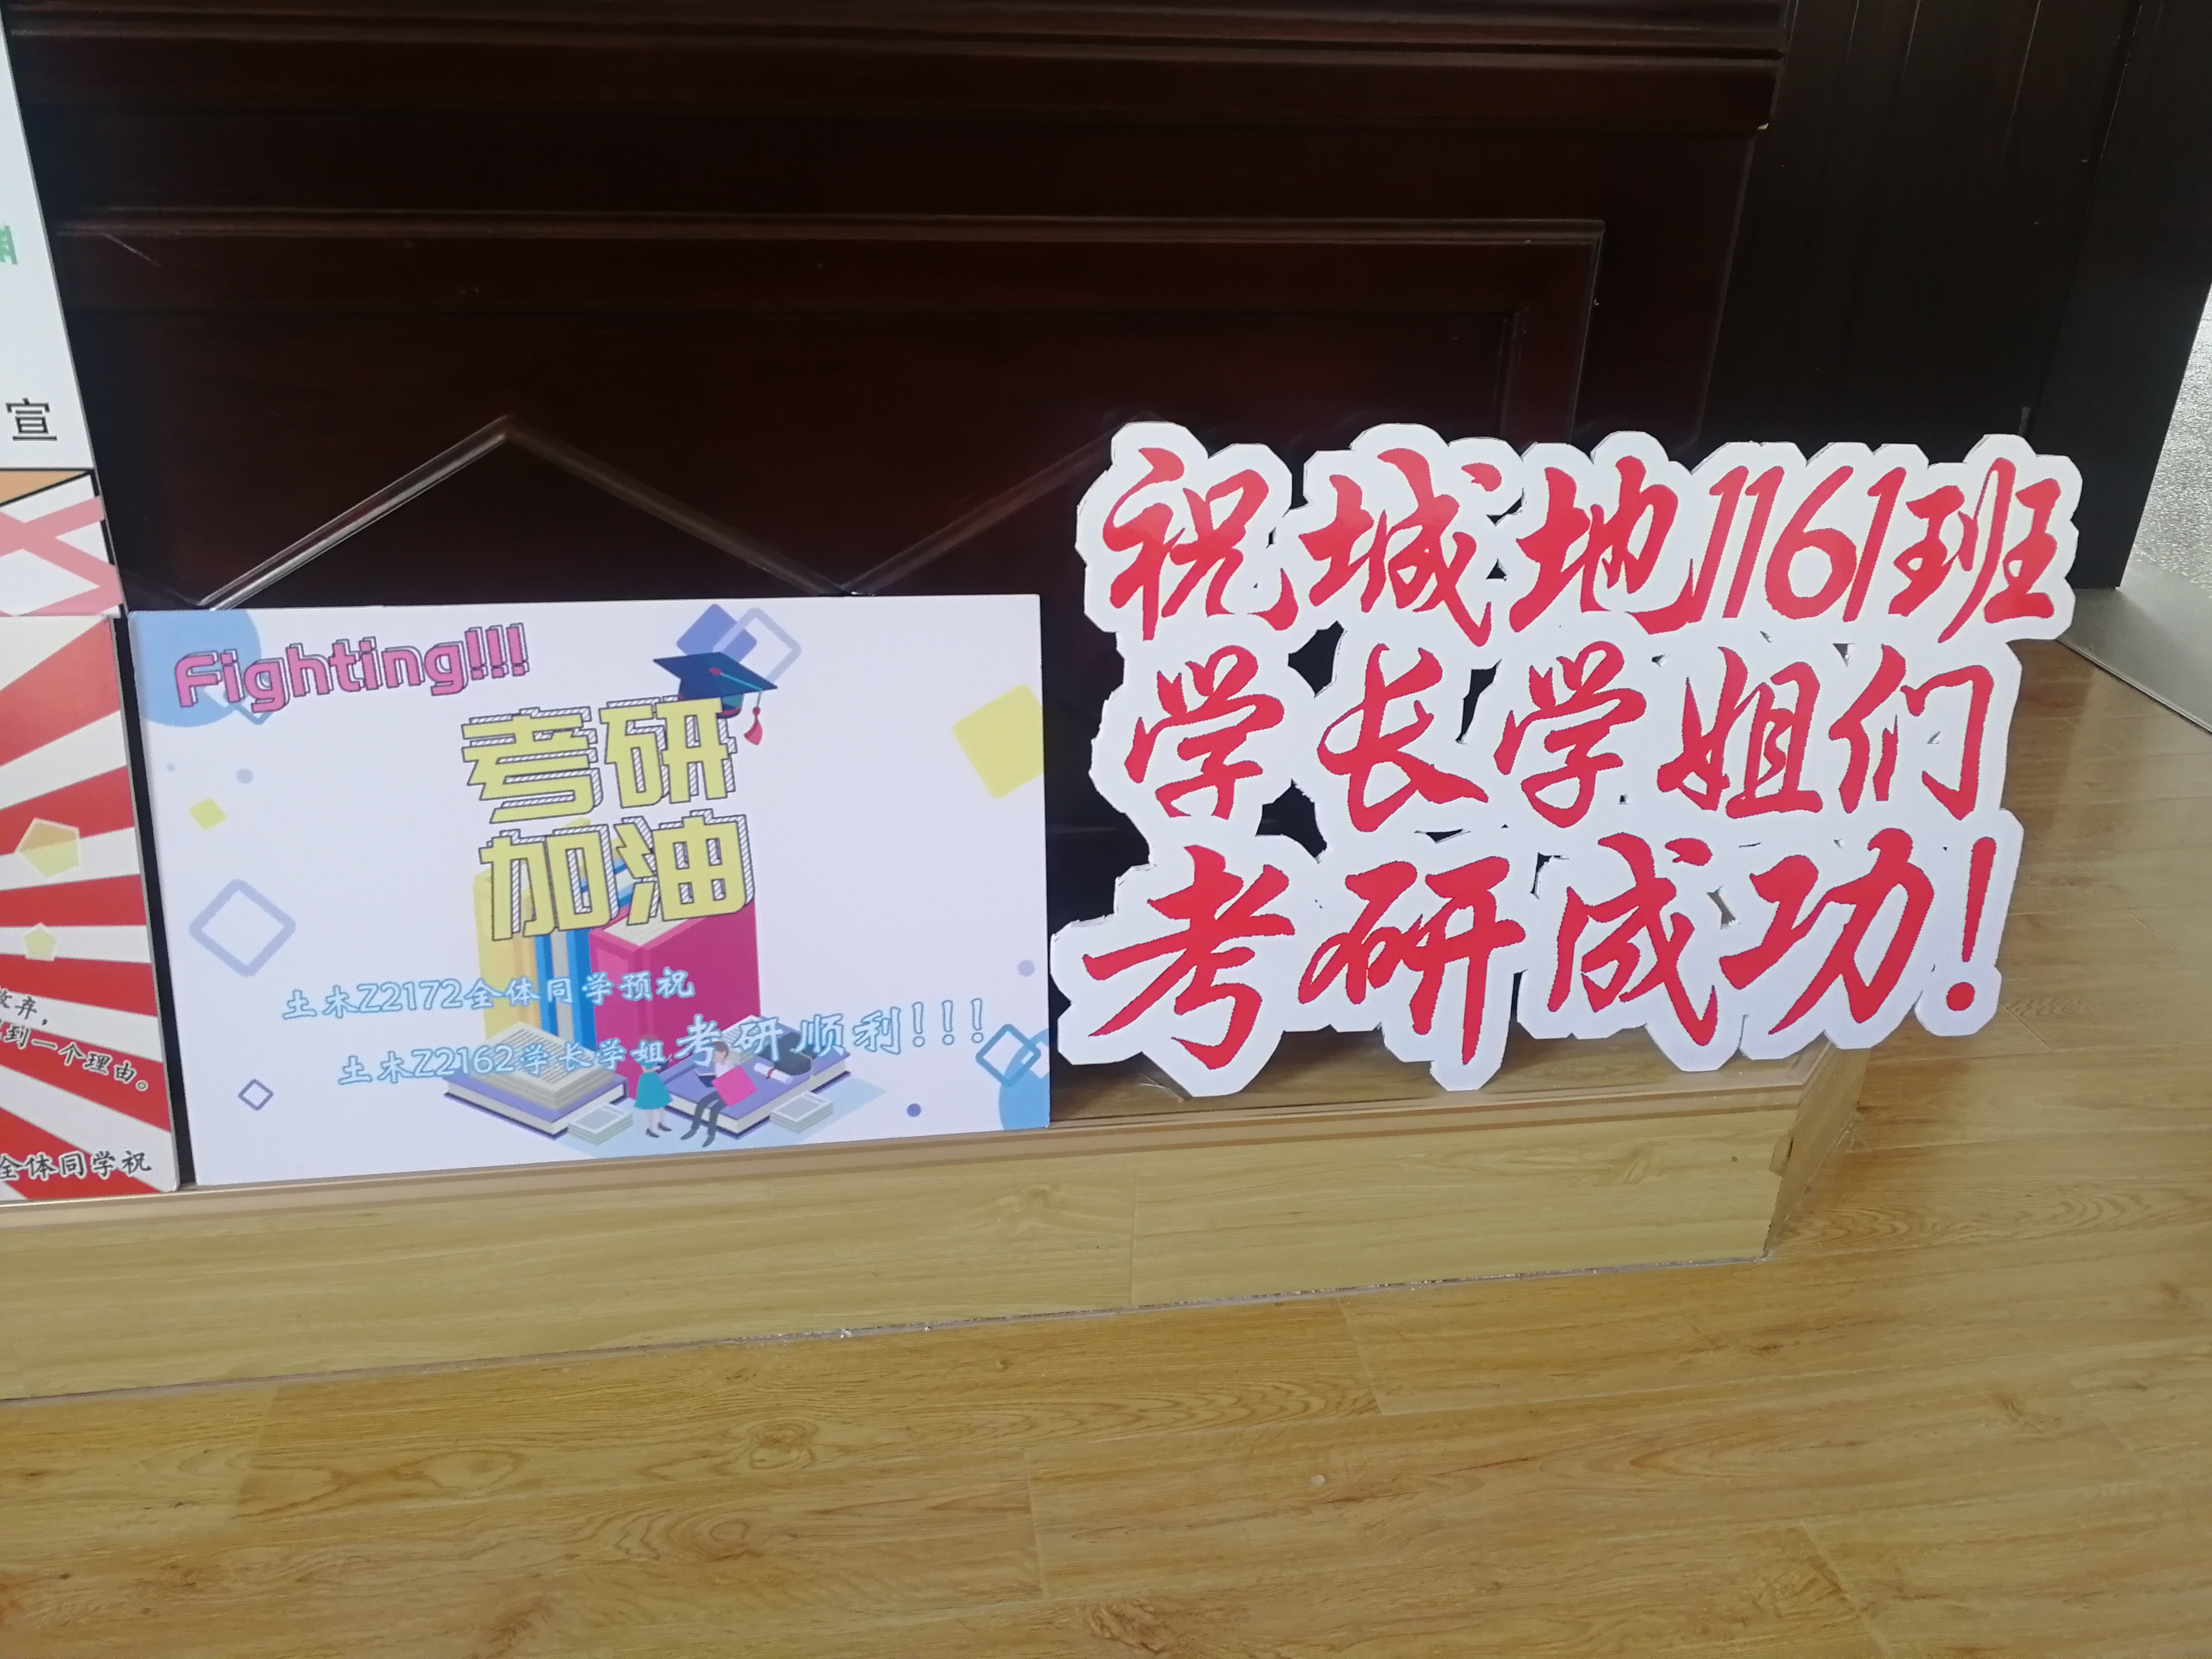 宣
到一个理由。
全体同学祝
Fighting!!!
考研
加油
土木Z2172全体同学预祝
土木Z2162学长学姐考研顺利!!!
祝城地1161班
学长学姐们
考研成功!